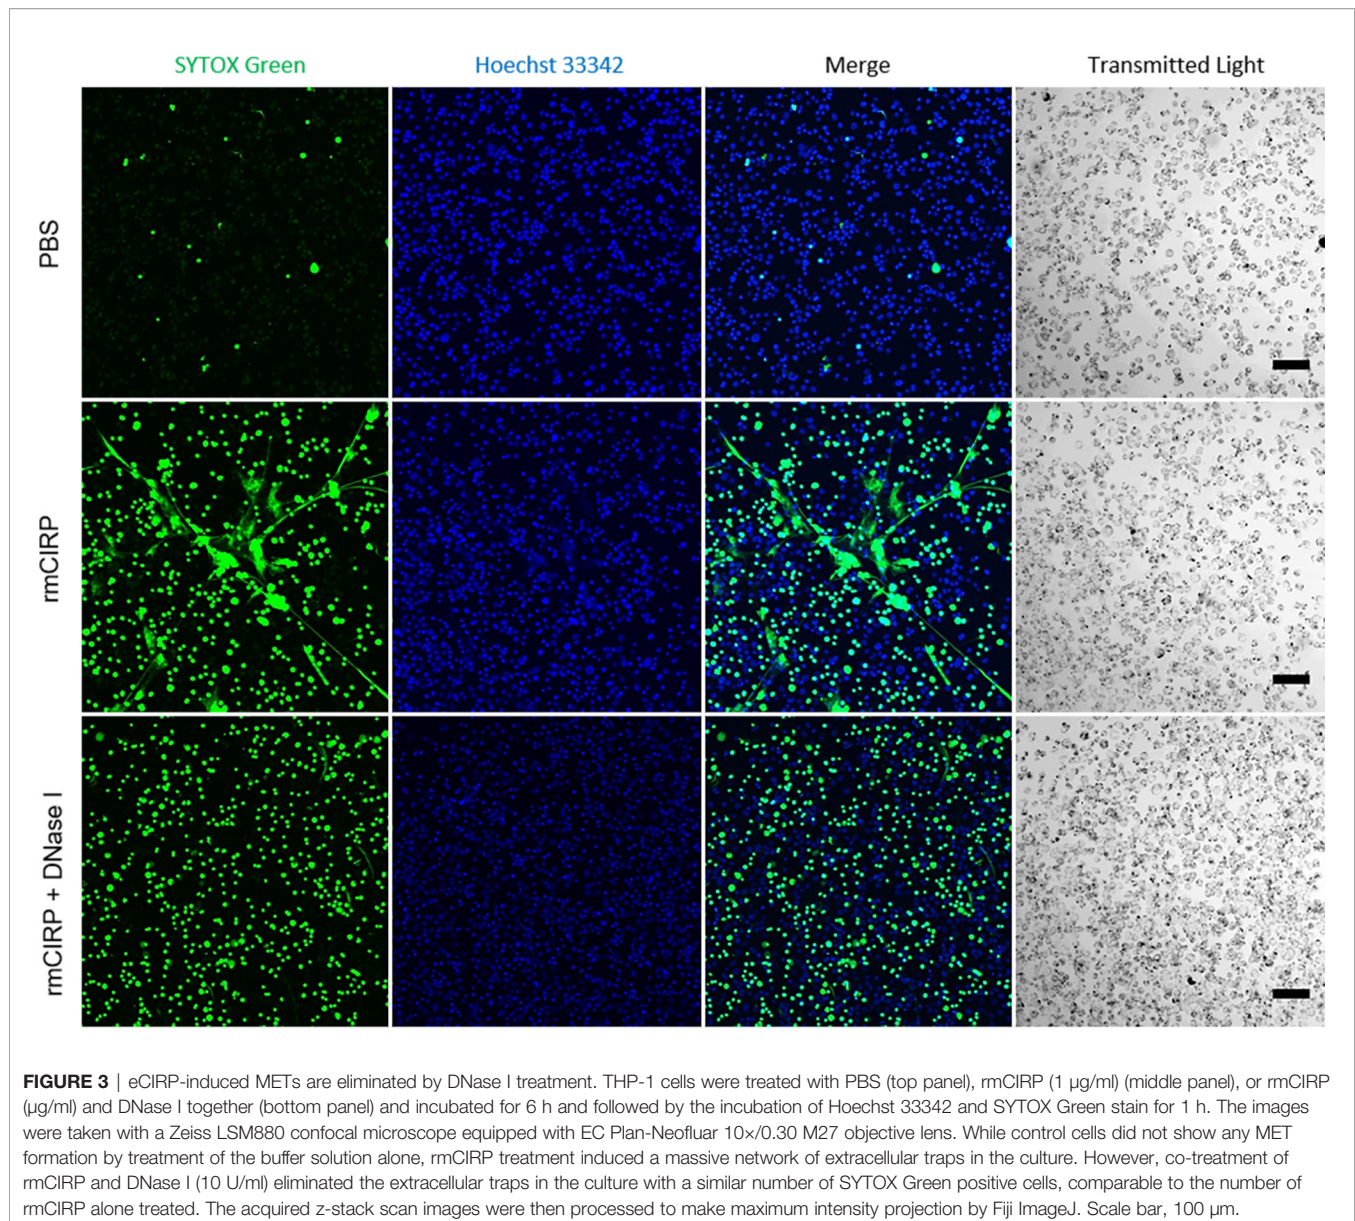 SYTOX Green Hoechst 33342 Merge Transmitted Light
PBS
rmCIRP
rmCIRP + DNase I
FIGURE 3 | eCIRP-induced METs are eliminated by DNase I treatment. THP-1 cells were treated with PBS (top panel), rmCIRP (1 µg/ml) (middle panel), or rmCIRP
(µg/ml) and DNase I together (bottom panel) and incubated for 6 h and followed by the incubation of Hoechst 33342 and SYTOX Green stain for 1 h. The images
were taken with a Zeiss LSM880 confocal microscope equipped with EC Plan-Neofluar 10×/0.30 M27 objective lens. While control cells did not show any MET
formation by treatment of the buffer solution alone, rmCIRP treatment induced a massive network of extracellular traps in the culture. However, co-treatment of
rmCIRP and DNase I (10 U/ml) eliminated the extracellular traps in the culture with a similar number of SYTOX Green positive cells, comparable to the number of
rmCIRP alone treated. The acquired z-stack scan images were then processed to make maximum intensity projection by Fiji ImageJ. Scale bar, 100 µm.